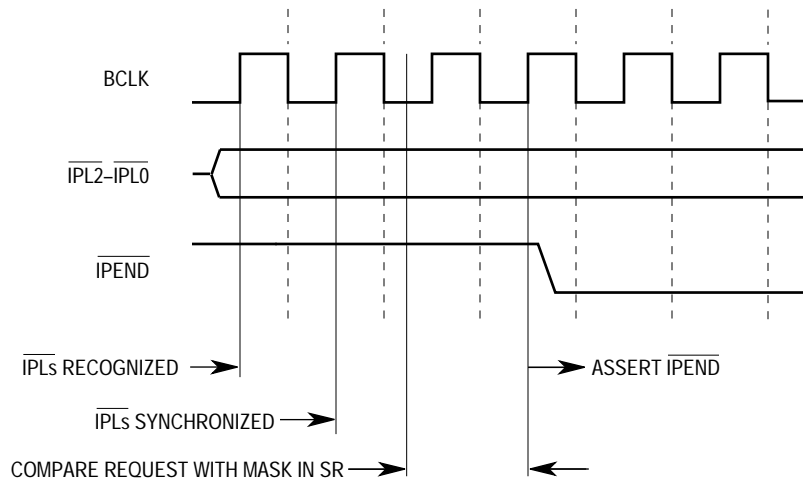 BCLK
IPL2–IPL0
IPEND
IPLs RECOGNIZED
ASSERT IPEND
IPLs SYNCHRONIZED
COMPARE REQUEST WITH MASK IN SR